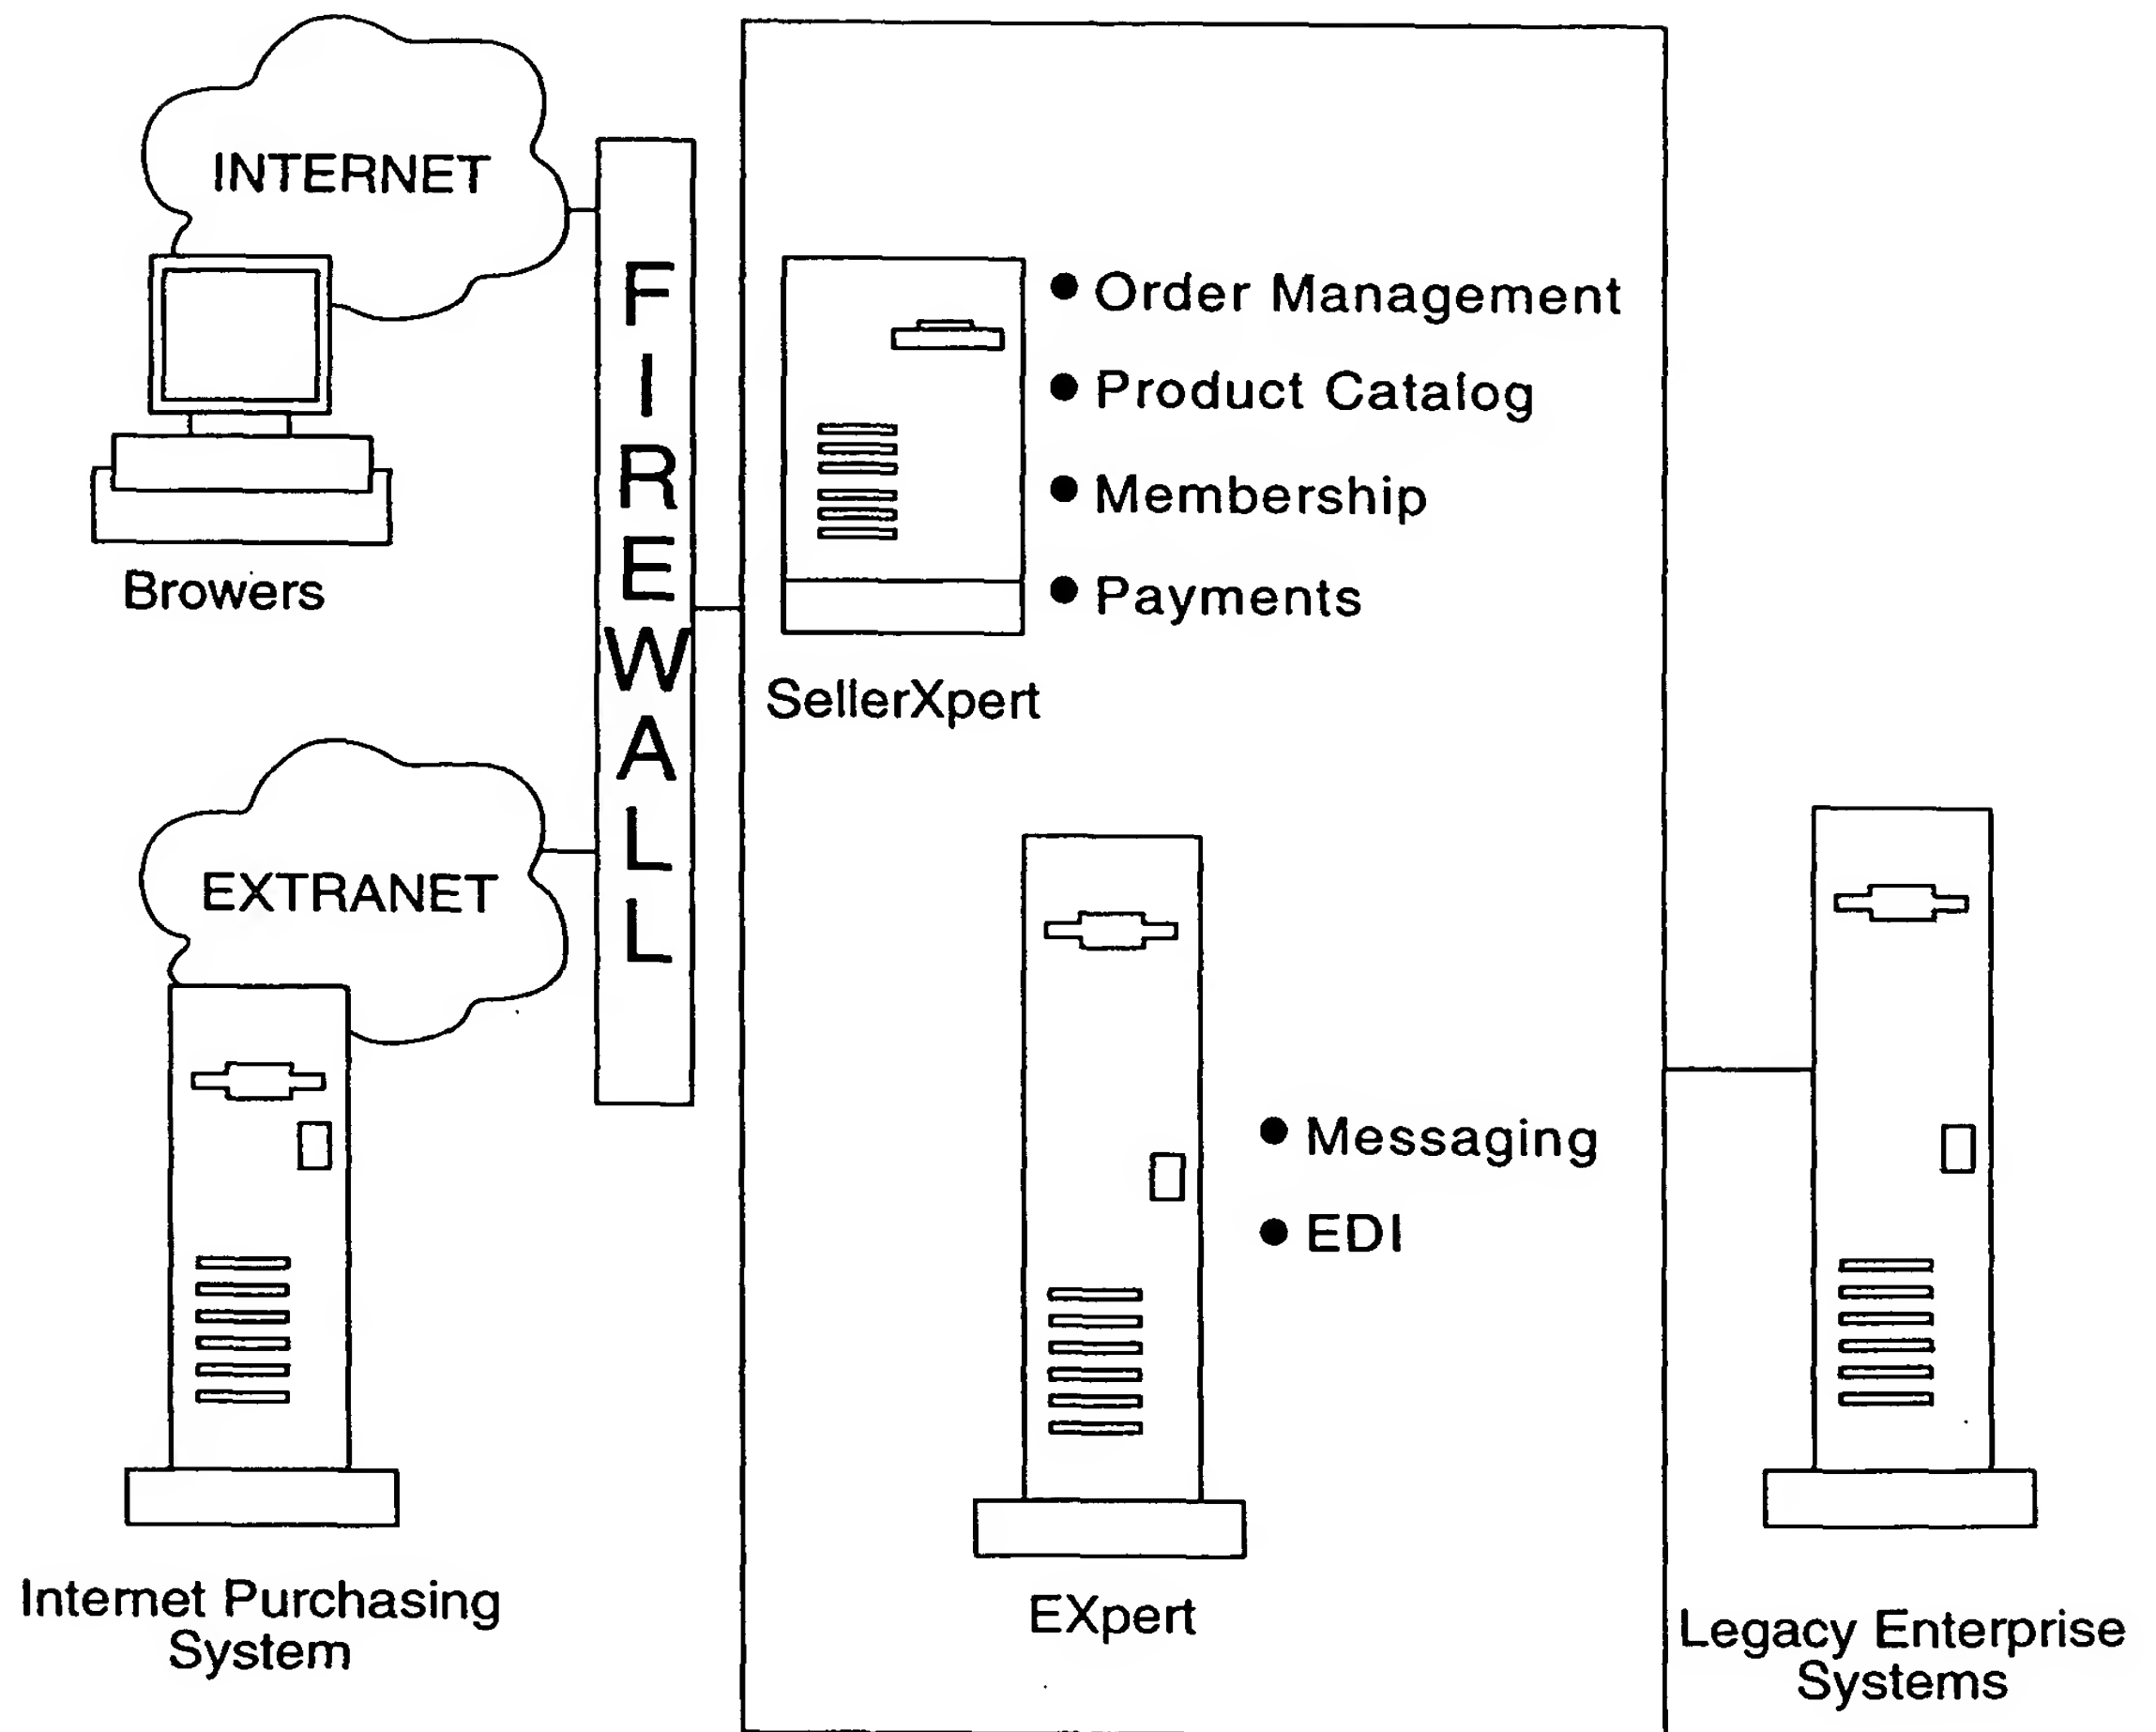 INTERNET
Browers
EXTRANET
Internet Purchasing
System
FIREWALL
● Order Management
● Product Catalog
● Membership
● Payments
SellerXpert
● Messaging
● EDI
EXpert
Legacy Enterprise
Systems